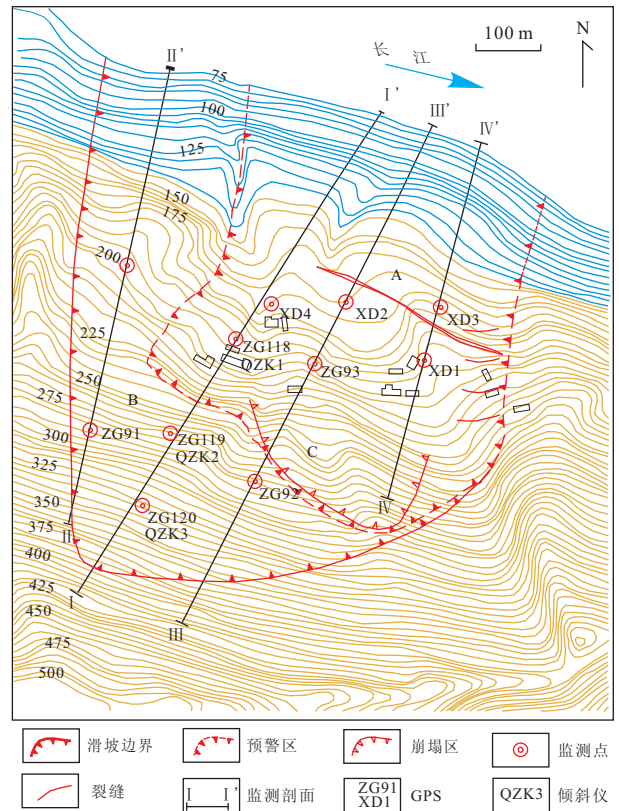 100 m
N
长江
II'
I'
III'
IV'
75
100
125
150
175
200
225
250
275
300
325
350
375
400
425
450
475
500
A
XD4
XD2
XD3
ZG118
QZK1
ZG93
XD1
B
ZG91
ZG119
QZK2
C
ZG92
ZG120
QZK3
IV
II
I
III
滑坡边界
预警区
崩塌区
监测点
裂缝
I I' 监测剖面
ZG91
XD1
GPS
QZK3 倾斜仪